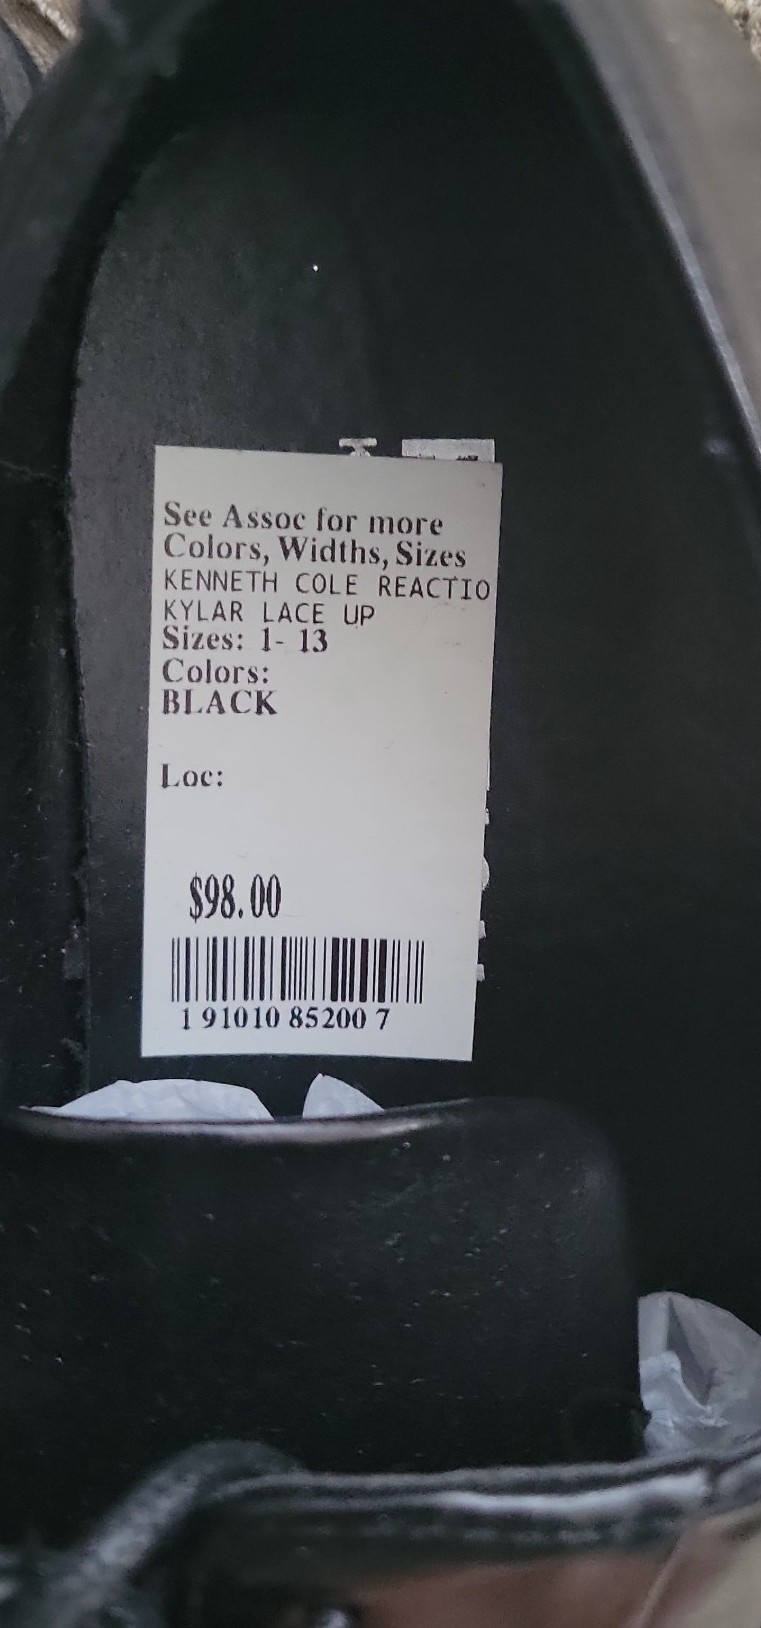 See Assoc for more
Colors, Widths, Sizes
KENNETH COLE REACTIO
KYLAR LACE UP
Sizes: 1- 13
Colors:
BLACK
Loc:
$98.00
1 91010 85200 7